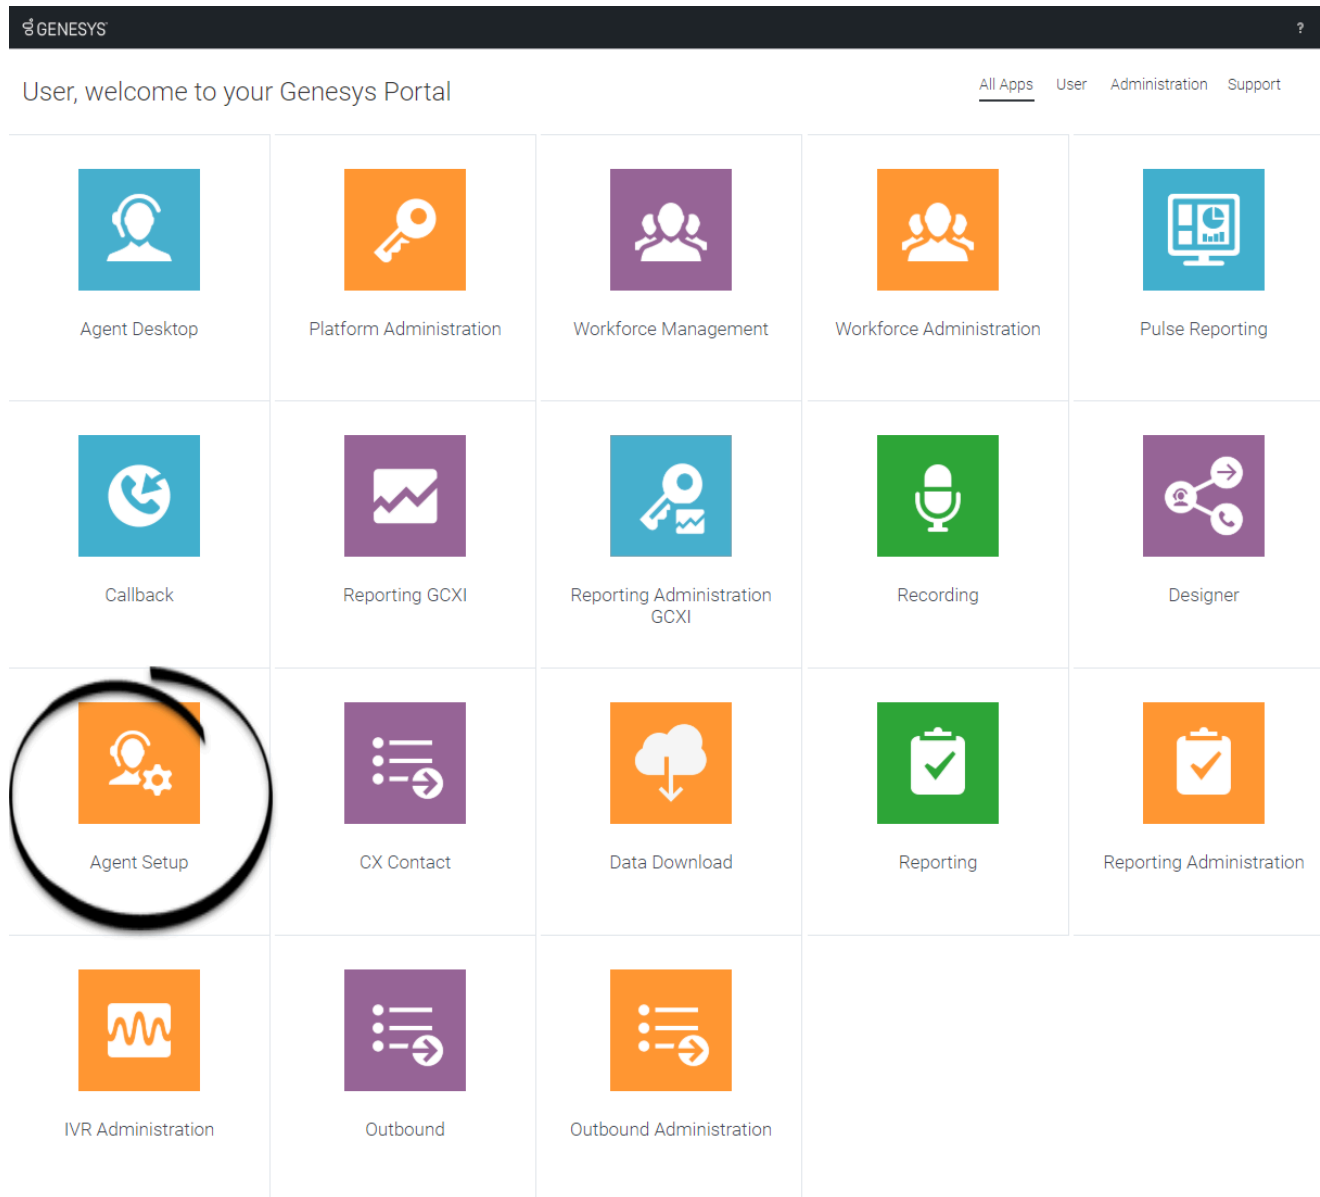 GENESYS
?
User, welcome to your Genesys Portal
All Apps User Administration Support
Agent Desktop
Platform Administration
Workforce Management
Workforce Administration
Pulse Reporting
Callback
Reporting GCXI
Reporting Administration
GCXI
Recording
Designer
Agent Setup
CX Contact
Data Download
Reporting
Reporting Administration
IVR Administration
Outbound
Outbound Administration